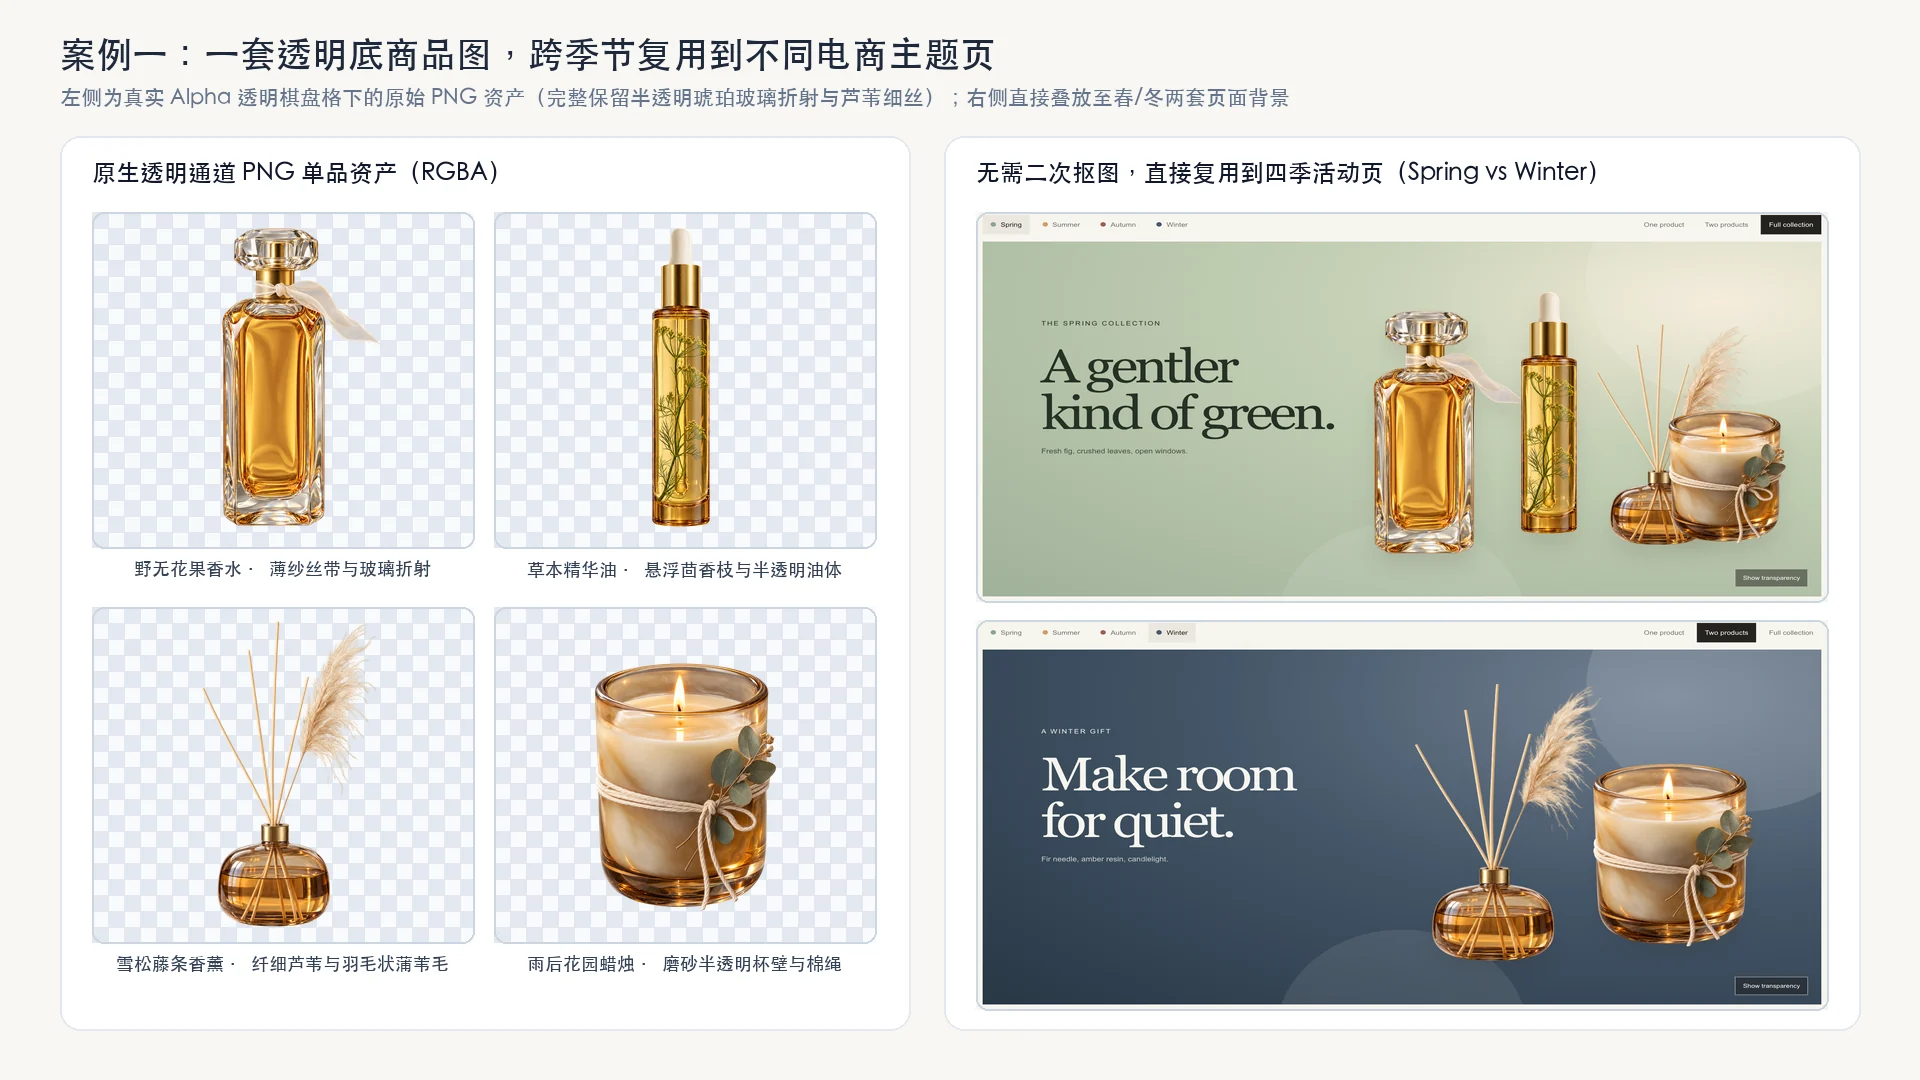 案例一：一套透明底商品图，跨季节复用到不同电商主题页
左侧为真实 Alpha 透明棋盘格下的原始 PNG 资产（完整保留半透明琥珀玻璃折射与芦苇细丝）；右侧直接叠放至春/冬两套页面背景
原生透明通道 PNG 单品资产（RGBA）
野无花果香水 · 薄纱丝带与玻璃折射
草本精华油 · 悬浮茴香枝与半透明油体
雪松藤条香薰 · 纤细芦苇与羽毛状蒲苇毛
雨后花园蜡烛 · 磨砂半透明杯壁与棉绳
无需二次抠图，直接复用到四季活动页（Spring vs Winter）
Spring Summer Autumn Winter One product Two products Full collection
THE SPRING COLLECTION
A gentler
kind of green.
Fresh fig, crushed leaves, open windows.
Show transparency
Spring Summer Autumn Winter One product Two products Full collection
A WINTER GIFT
Make room
for quiet.
Fir needle, amber resin, candlelight.
Show transparency